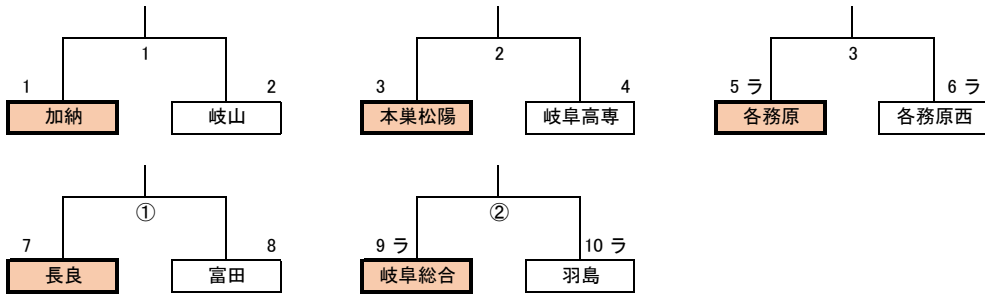 1 2 3
1 2 3 4 5 ラ 6 ラ
加納 岐山 本巣松陽 岐阜高専 各務原 各務原西
① ②
7 8 9 ラ 10 ラ
長良 富田 岐阜総合 羽島